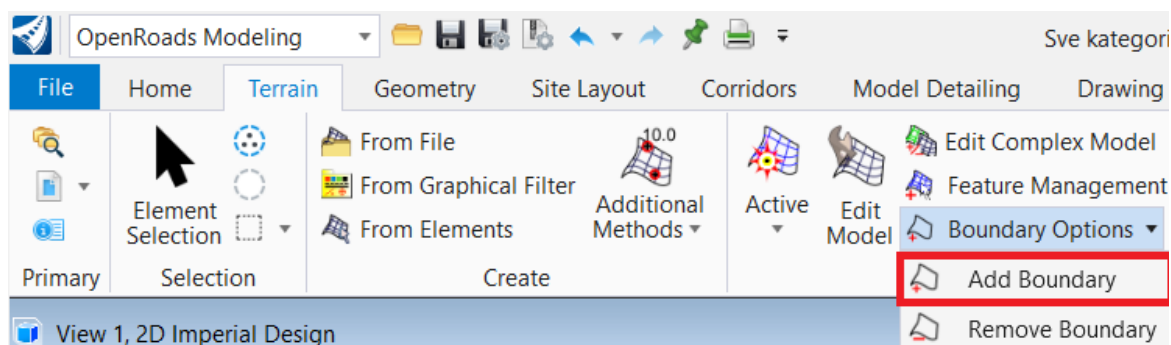 OpenRoads Modeling
Sve kategori
File Home Terrain Geometry Site Layout Corridors Model Detailing Drawing
From File
From Graphical Filter
From Elements
Element
Selection
10.0
Additional
Methods
Active
Edit
Model
Edit Complex Model
Feature Management
Boundary Options
Primary Selection Create
Add Boundary
Remove Boundary
View 1, 2D Imperial Design